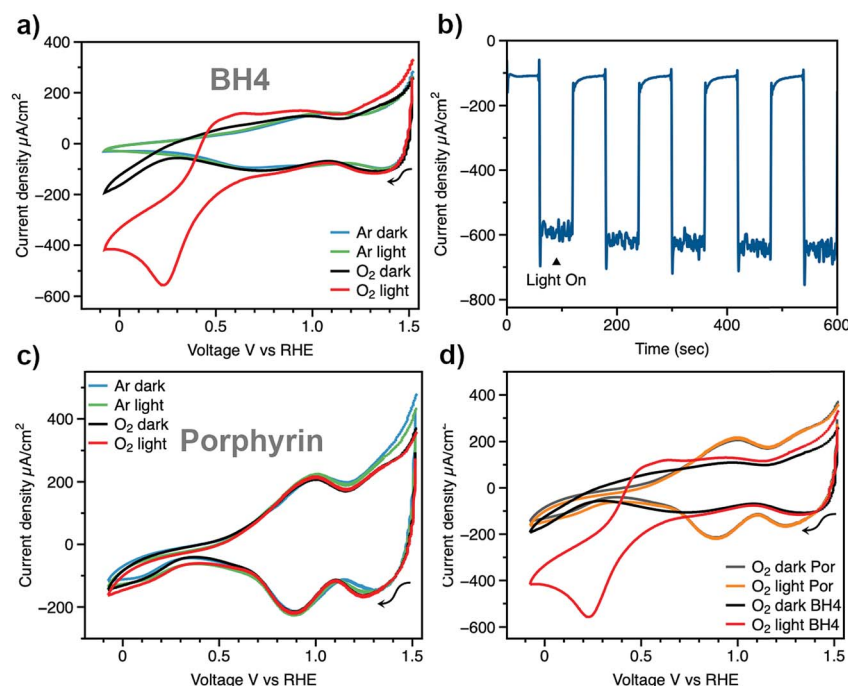 a)
BH4
Current density µA/cm²
400
200
0
−200
−400
−600
Ar dark
Ar light
O₂ dark
O₂ light
0
0.5
1.0
1.5
Voltage V vs RHE
b)
Current density µA/cm²
0
−200
−400
−600
−800
Light On
0
200
400
600
Time (sec)
c)
Ar dark
Ar light
O₂ dark
O₂ light
Porphyrin
Current density µA/cm²
400
200
0
−200
0
0.5
1.0
1.5
Voltage V vs RHE
d)
Current density µA/cm²
400
200
0
−200
−400
−600
O₂ dark Por
O₂ light Por
O₂ dark BH4
O₂ light BH4
0
0.5
1.0
1.5
Voltage V vs RHE